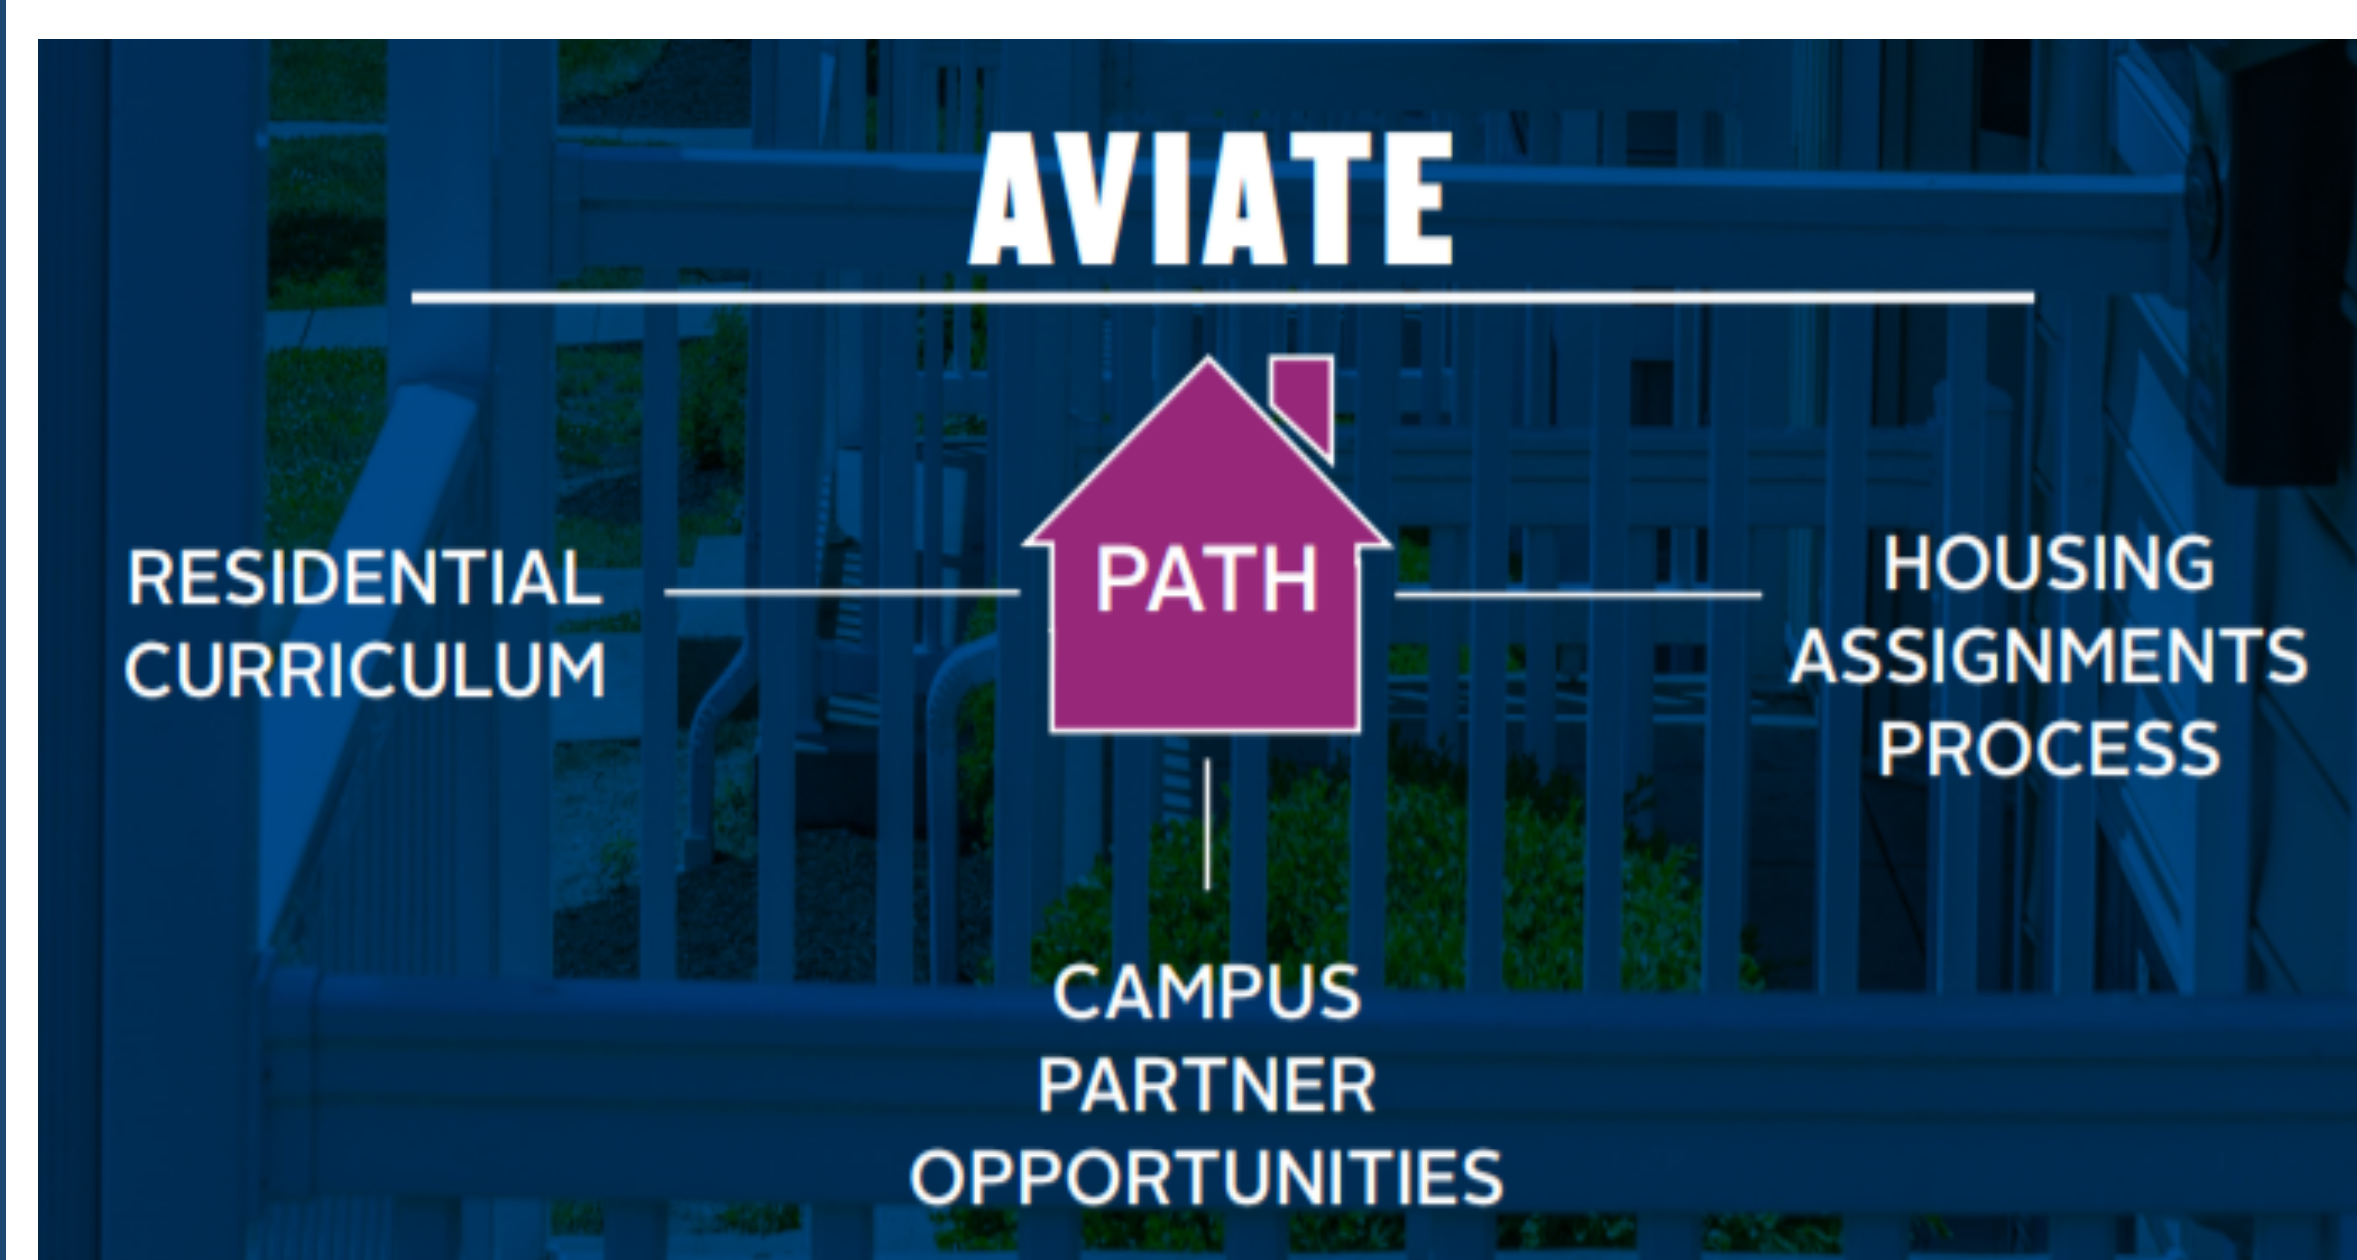 AVIATE
PATH
RESIDENTIAL
CURRICULUM
HOUSING
ASSIGNMENTS
PROCESS
CAMPUS
PARTNER
OPPORTUNITIES